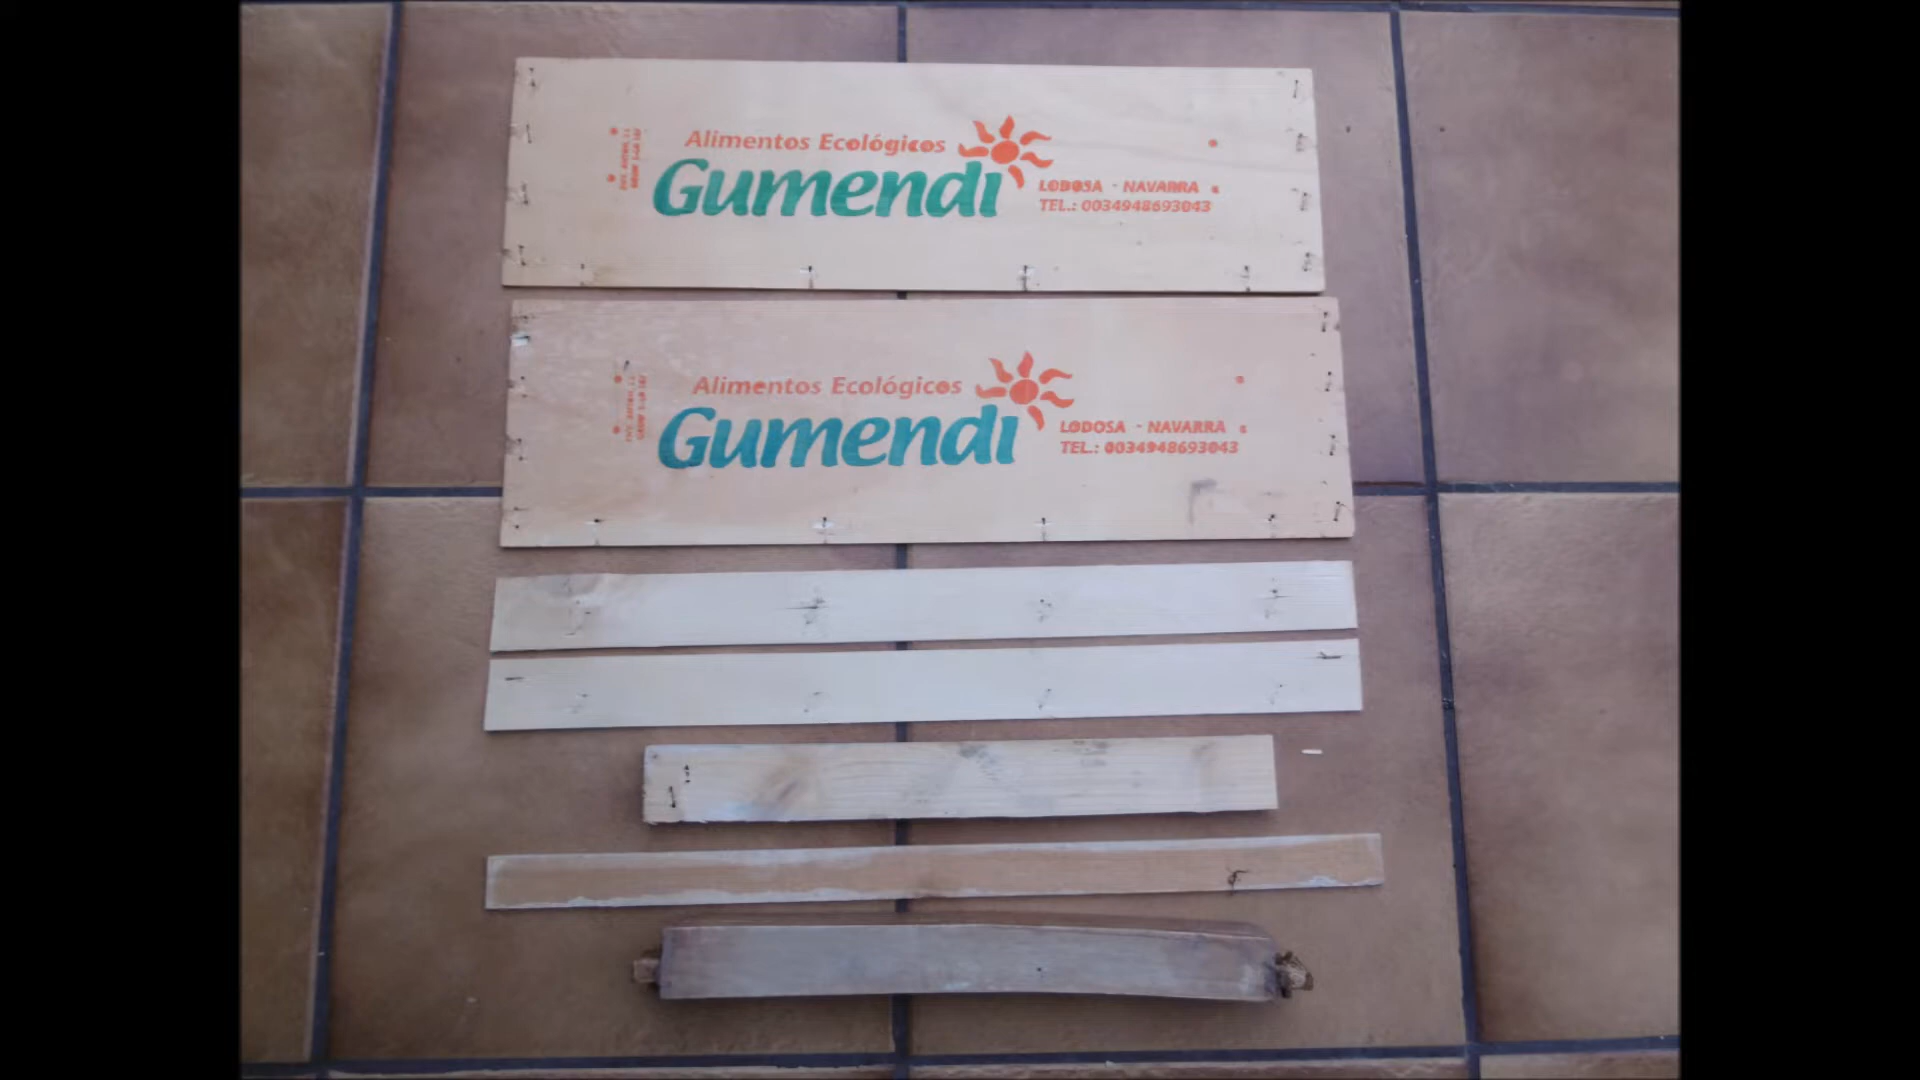 Alimentos Ecológicos
Gumendi
LODOSA - NAVARRA
TEL.: 0034948693043
Alimentos Ecológicos
Gumendi
LODOSA - NAVARRA
TEL.: 0034948693043